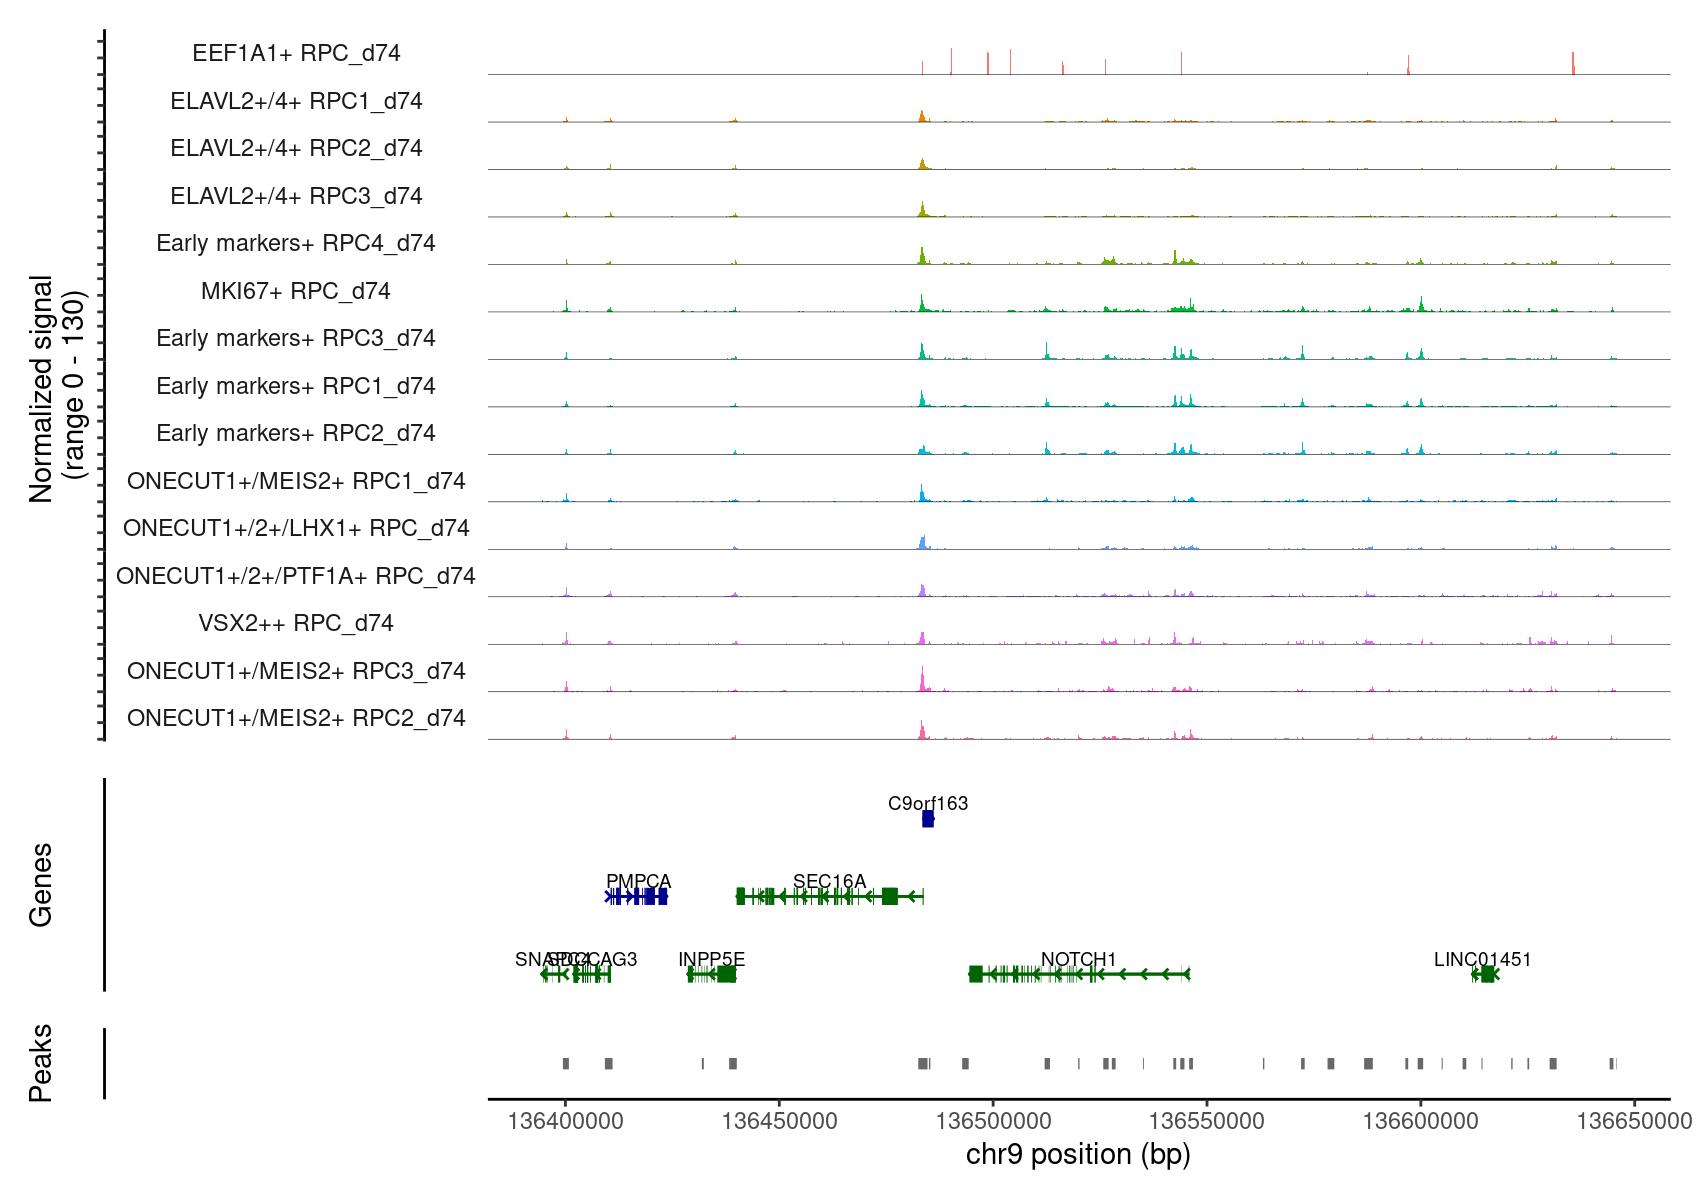 EEF1A1+ RPC_d74
ELAVL2+/4+ RPC1_d74
ELAVL2+/4+ RPC2_d74
ELAVL2+/4+ RPC3_d74
Early markers+ RPC4_d74
MKI67+ RPC_d74
Early markers+ RPC3_d74
Early markers+ RPC1_d74
Early markers+ RPC2_d74
ONECUT1+/MEIS2+ RPC1_d74
ONECUT1+/2+/LHX1+ RPC_d74
ONECUT1+/2+/PTF1A+ RPC_d74
VSX2++ RPC_d74
ONECUT1+/MEIS2+ RPC3_d74
ONECUT1+/MEIS2+ RPC2_d74
Normalized signal
(range 0 - 130)
Genes
C9orf163
PMPCA
SEC16A
SNAPC4
SDCCAG3
INPP5E
NOTCH1
LINC01451
Peaks
136400000
136450000
136500000
136550000
136600000
136650000
chr9 position (bp)